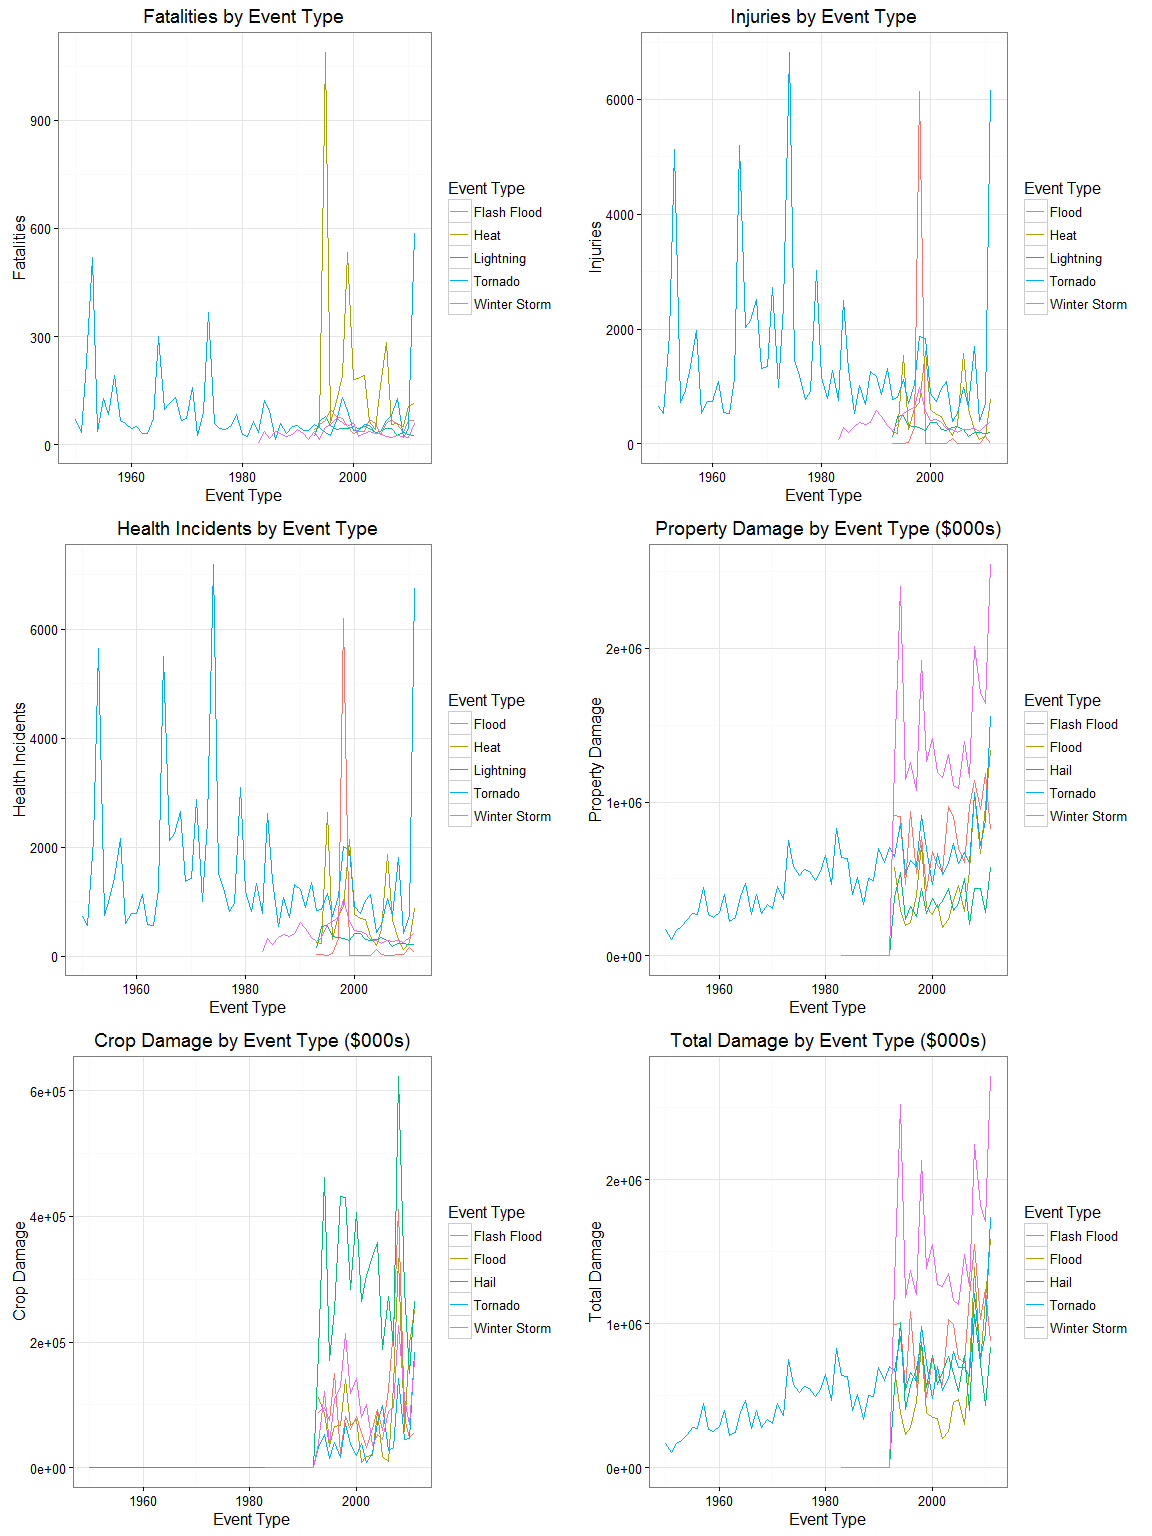 Fatalities by Event Type
900
600
300
0
Fatalities
1960
1980
2000
Event Type
Event Type
Flash Flood
Heat
Lightning
Tornado
Winter Storm
Injuries by Event Type
6000
4000
2000
0
Injuries
1960
1980
2000
Event Type
Event Type
Flood
Heat
Lightning
Tornado
Winter Storm
Health Incidents by Event Type
6000
4000
2000
0
Health Incidents
1960
1980
2000
Event Type
Event Type
Flood
Heat
Lightning
Tornado
Winter Storm
Property Damage by Event Type ($000s)
2e+06
1e+06
0e+00
Property Damage
1960
1980
2000
Event Type
Event Type
Flash Flood
Flood
Hail
Tornado
Winter Storm
Crop Damage by Event Type ($000s)
6e+05
4e+05
2e+05
0e+00
Crop Damage
1960
1980
2000
Event Type
Event Type
Flash Flood
Flood
Hail
Tornado
Winter Storm
Total Damage by Event Type ($000s)
2e+06
1e+06
0e+00
Total Damage
1960
1980
2000
Event Type
Event Type
Flash Flood
Flood
Hail
Tornado
Winter Storm